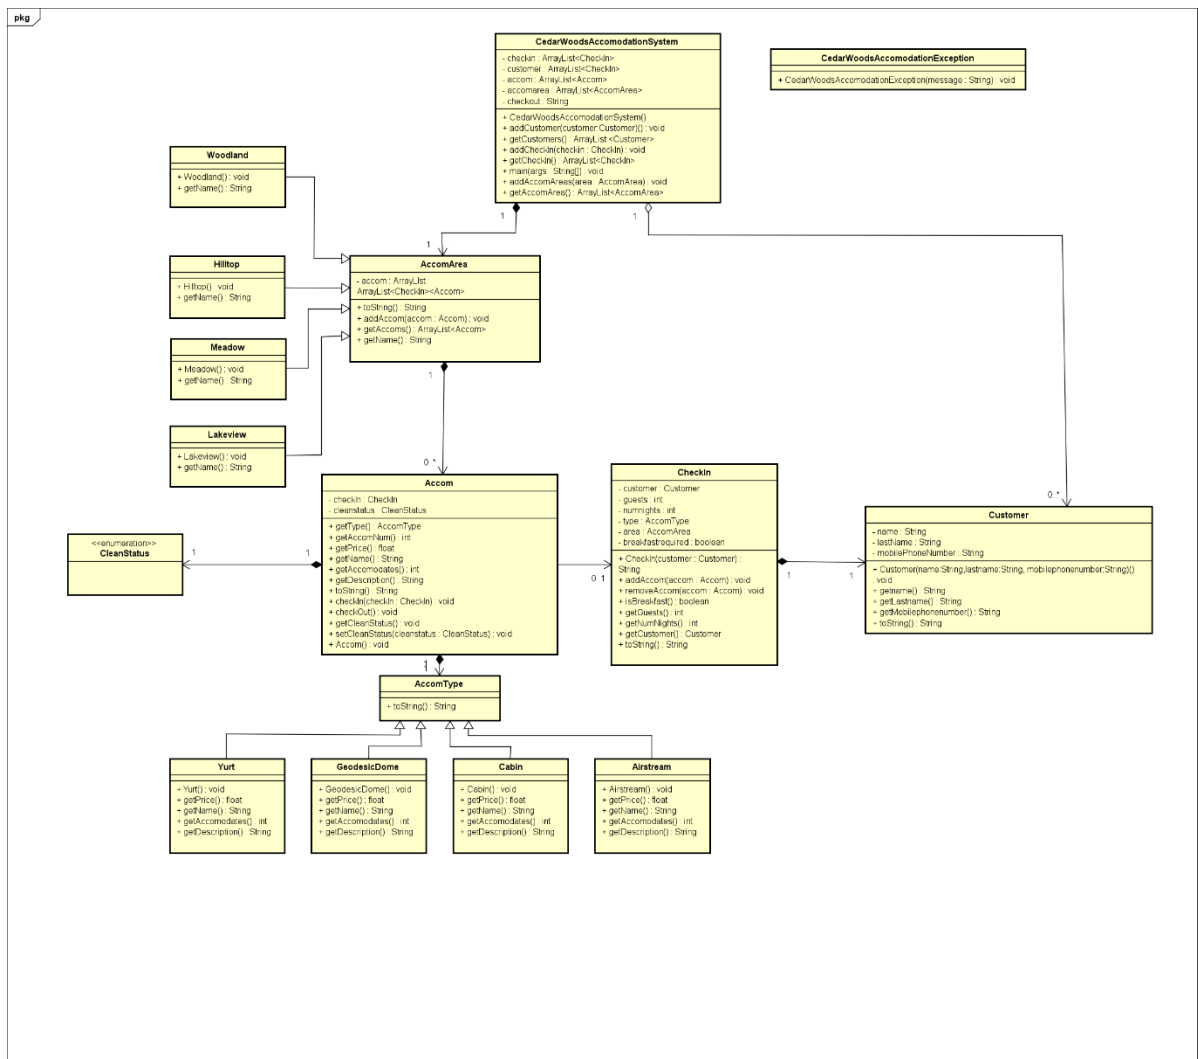 pkg
CedarWoodsAccomodationSystem
- checkin : ArrayList<CheckIn>
- customer : ArrayList<CheckIn>
- accom : ArrayList<Accom>
- accomarea : ArrayList<AccomArea>
- checkout : String
+ CedarWoodsAccomodationSystem()
+ addCustomer(customer:Customer)() : void
+ getCustomers() : ArrayList <Customer>
+ addCheckIn(checkin : CheckIn) : void
+ getCheckIn() : ArrayList<CheckIn>
+ main(args : String[]) : void
+ addAccomAreas(area : AccomArea) : void
+ getAccomArea() : ArrayList<AccomArea>
CedarWoodsAccomodationException
+ CedarWoodsAccomodationException(message : String) : void
Woodland
+ Woodland() : void
+ getName() : String
1
1
1
Hilltop
+ Hilltop() : void
+ getName() : String
AccomArea
- accom : ArrayList :
ArrayList<CheckIn><Accom>
+ toString() : String
+ addAccom(accom : Accom) : void
+ getAccoms() : ArrayList<Accom>
+ getName() : String
Meadow
+ Meadow() : void
+ getName() : String
1
Lakeview
+ Lakeview() : void
+ getName() : String
0..*
Accom
- checkin : CheckIn
- cleanstatus : CleanStatus
+ getType() : AccomType
+ getAccomNum() : int
+ getPrice() : float
+ getName() : String
+ getAccomodates() : int
+ getDescription() : String
+ toString() : String
+ checkIn(checkIn : CheckIn) : void
+ checkOut() : void
+ getCleanStatus() : void
+ setCleanStatus(cleanstatus : CleanStatus) : void
+ Accom() : void
CheckIn
- customer : Customer
- guests : int
- numnights : int
- type : AccomType
- area : AccomArea
- breakfastrequired : boolean
+ CheckIn(customer : Customer) :
String
+ addAccom(accom : Accom) : void
+ removeAccom(accom : Accom) : void
+ isBreakfast() : boolean
+ getGuests() : int
+ getNumNights() : int
+ getCustomer() : Customer
+ toString() : String
0..*
Customer
- name : String
- lastName : String
- mobilePhoneNumber : String
+ Customer(name:String,lastname:String, mobilephonenumber:String)()
: void
+ getname() : String
+ getLastname() : String
+ getMobilephonenumber() : String
+ toString() : String
<<enumeration>>
CleanStatus
1
1
0..1
1
1
AccomType
+ toString() : String
Yurt
+ Yurt() : void
+ getPrice() : float
+ getName() : String
+ getAccomodates() : int
+ getDescription() : String
GeodesicDome
+ GeodesicDome() : void
+ getPrice() : float
+ getName() : String
+ getAccomodates() : int
+ getDescription() : String
Cabin
+ Cabin() : void
+ getPrice() : float
+ getName() : String
+ getAccomodates() : int
+ getDescription() : String
Airstream
+ Airstream() : void
+ getPrice() : float
+ getName() : String
+ getAccomodates() : int
+ getDescription() : String